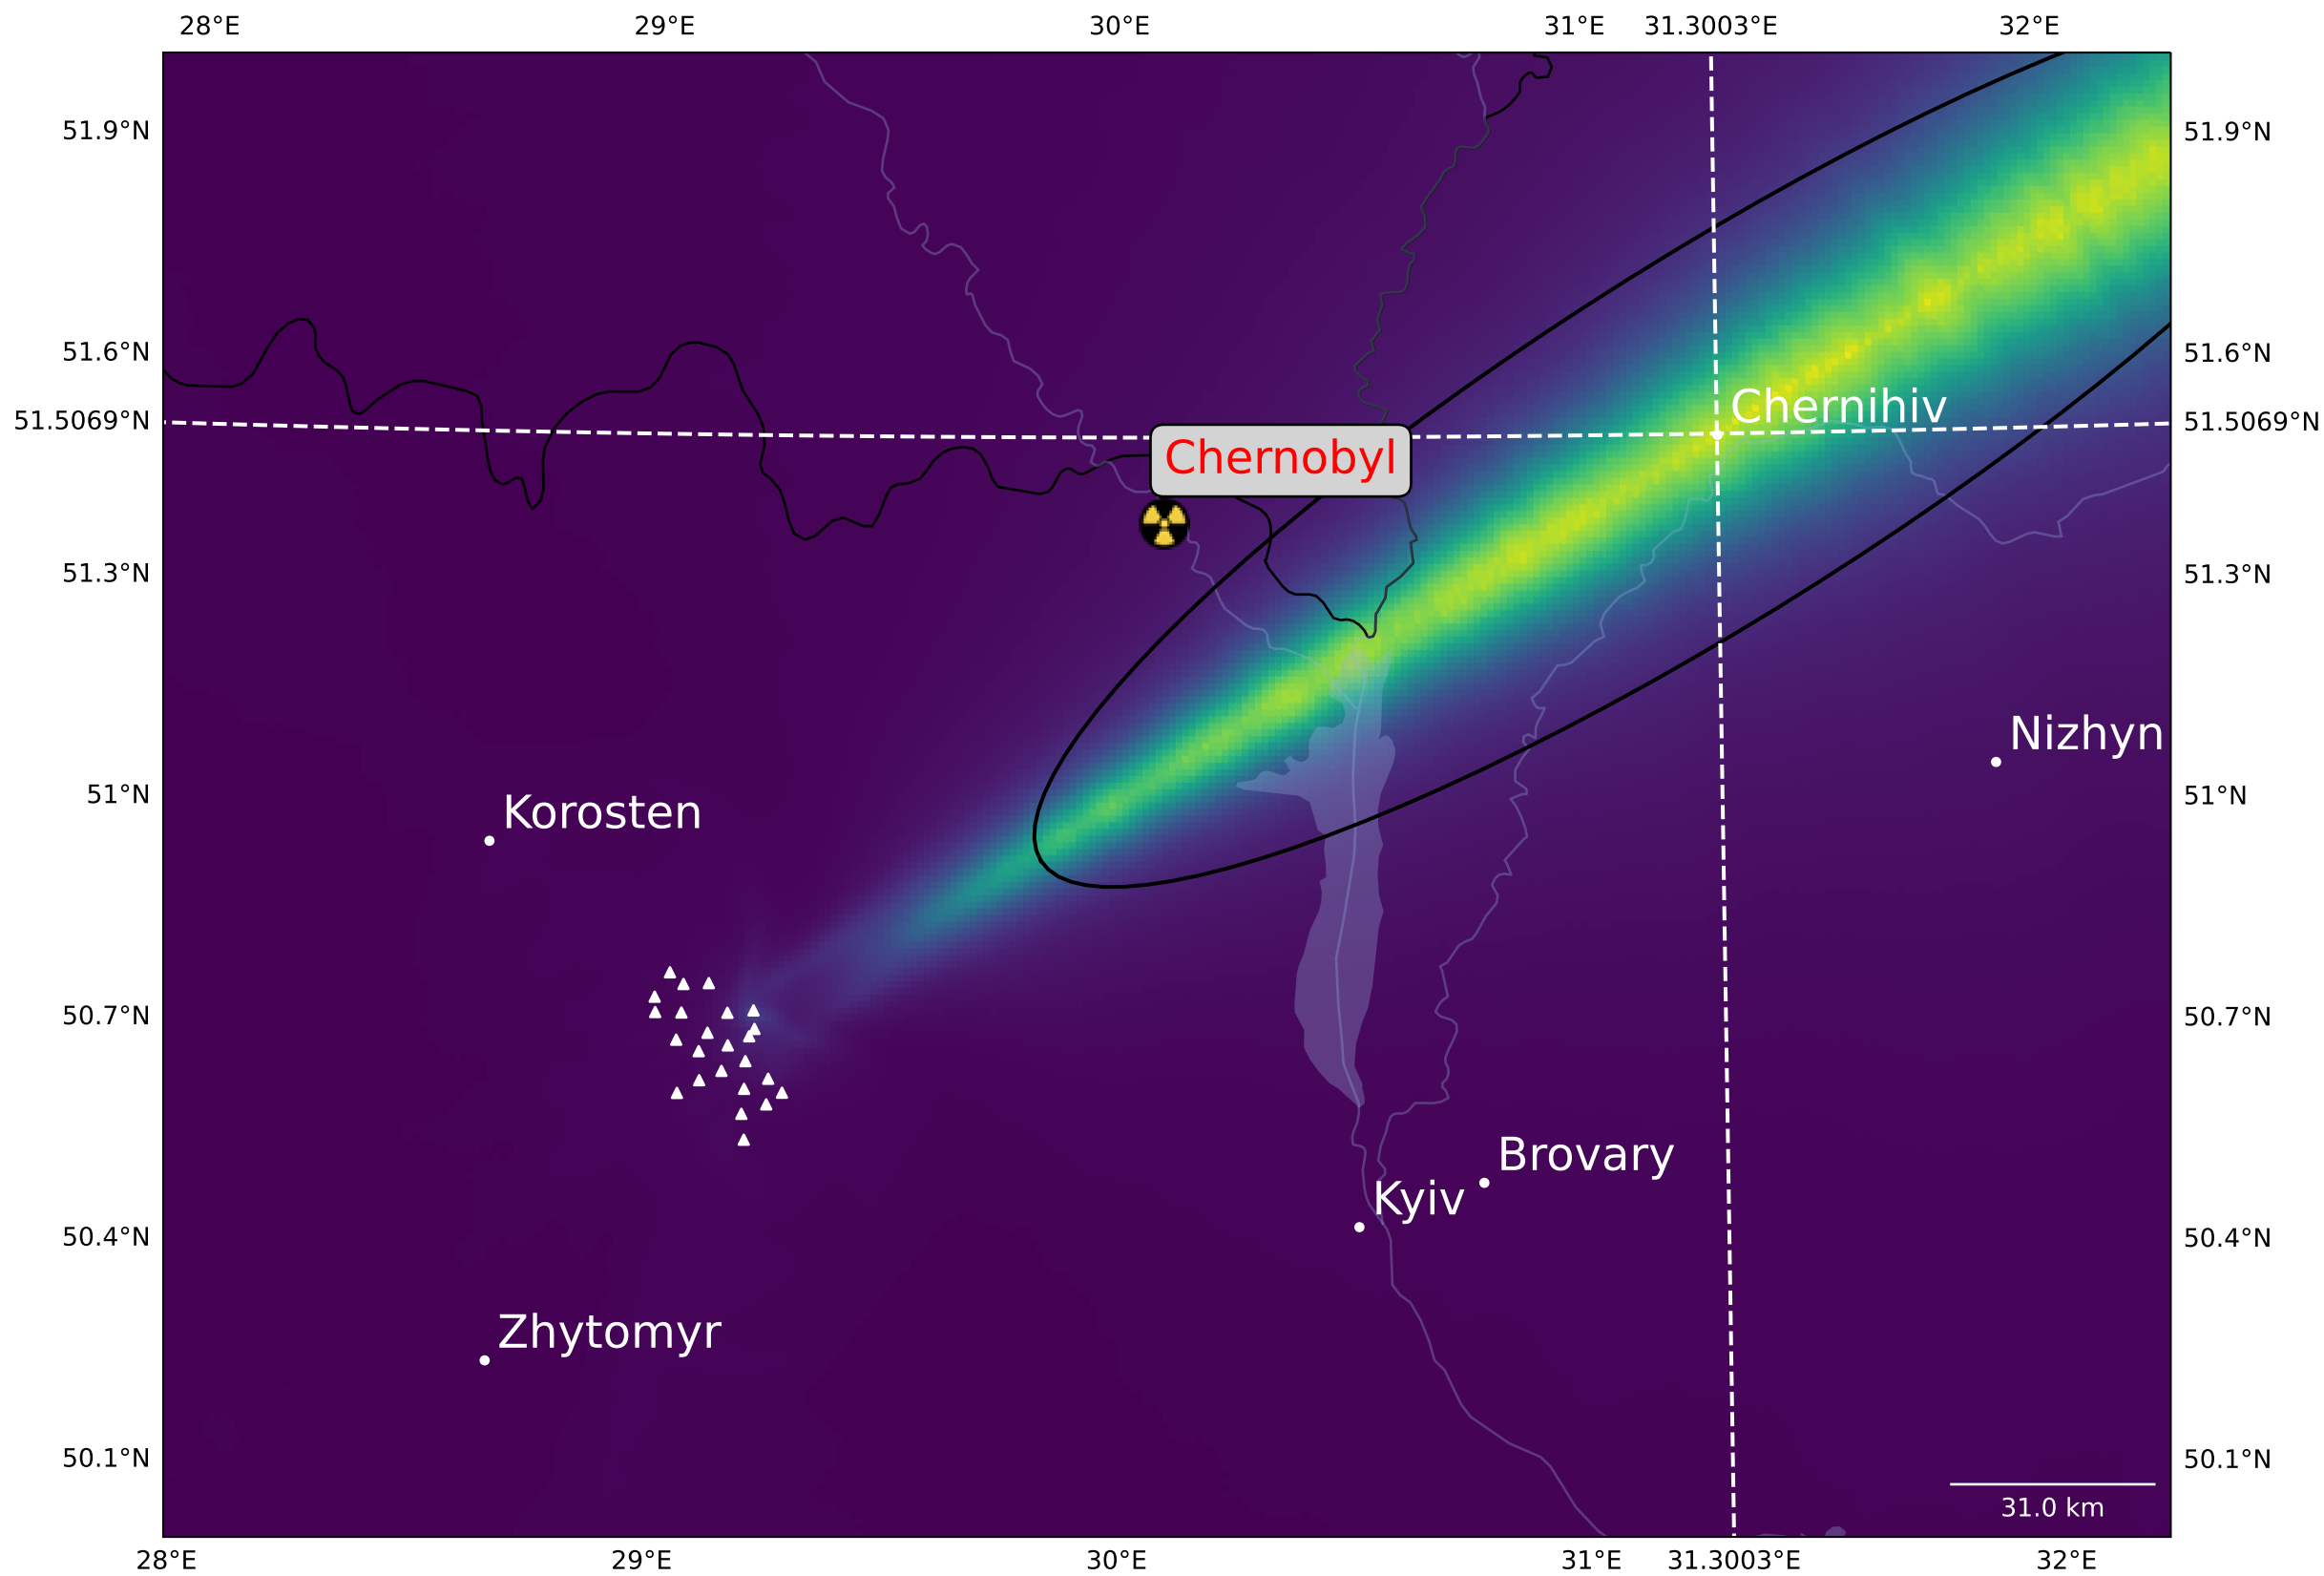 28°E 29°E 30°E 31°E 31.3003°E 32°E
51.9°N 51.9°N
51.6°N 51.6°N
Chernihiv
51.5069°N 51.5069°N
Chernobyl
51.3°N 51.3°N
Nizhyn
51°N 51°N
Korosten
50.7°N 50.7°N
Brovary
Kyiv
50.4°N 50.4°N
Zhytomyr
50.1°N 50.1°N
31.0 km
28°E 29°E 30°E 31°E 31.3003°E 32°E